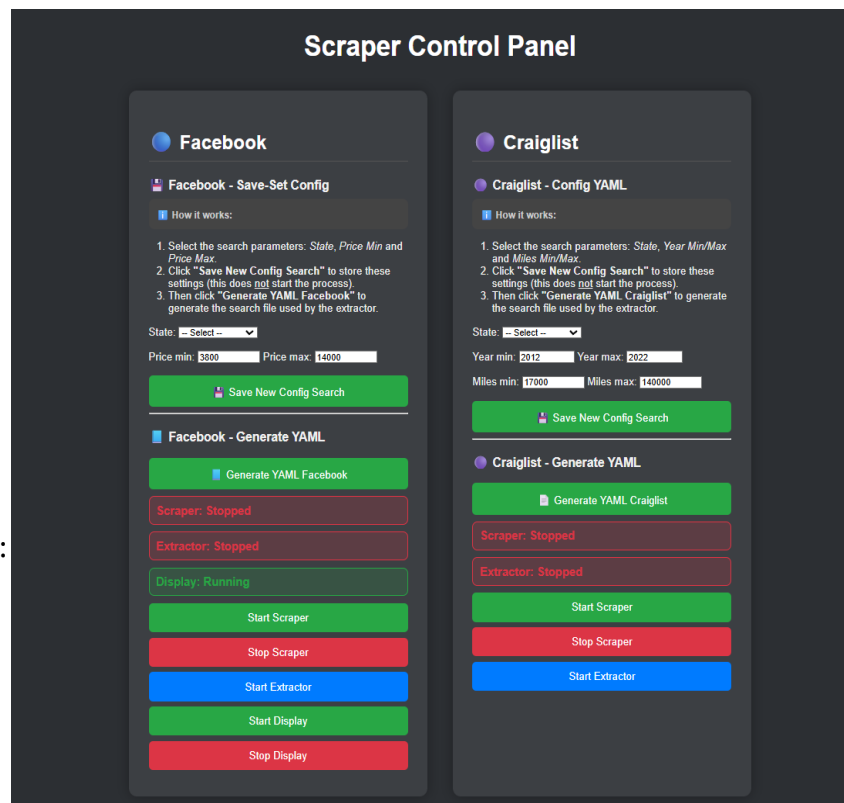 Scraper Control Panel
Facebook
Facebook - Save-Set Config
How it works:
1. Select the search parameters: State, Price Min and
Price Max.
2. Click "Save New Config Search" to store these
settings (this does not start the process).
3. Then click "Generate YAML Facebook" to
generate the search file used by the extractor.
State: -- Select --
Price min: 3800 Price max: 14000
Save New Config Search
Facebook - Generate YAML
Generate YAML Facebook
Scraper: Stopped
Extractor: Stopped
Display: Running
Start Scraper
Stop Scraper
Start Extractor
Start Display
Stop Display
Craiglist
Craiglist - Config YAML
How it works:
1. Select the search parameters: State, Year Min/Max
and Miles Min/Max.
2. Click "Save New Config Search" to store these
settings (this does not start the process).
3. Then click "Generate YAML Craiglist" to generate
the search file used by the extractor.
State: -- Select --
Year min: 2012 Year max: 2022
Miles min: 17000 Miles max: 140000
Save New Config Search
Craiglist - Generate YAML
Generate YAML Craiglist
Scraper: Stopped
Extractor: Stopped
Start Scraper
Stop Scraper
Start Extractor
: